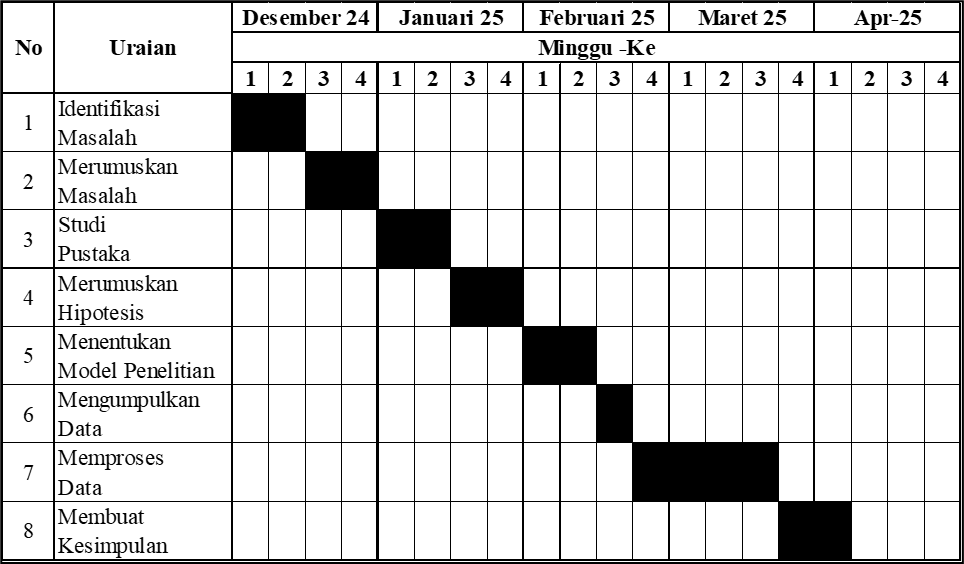 No Uraian Desember 24 Januari 25 Februari 25 Maret 25 Apr-25
Minggu -Ke
1 2 3 4 1 2 3 4 1 2 3 4 1 2 3 4 1 2 3 4
1 Identifikasi
Masalah
2 Merumuskan
Masalah
3 Studi
Pustaka
4 Merumuskan
Hipotesis
5 Menentukan
Model Penelitian
6 Mengumpulkan
Data
7 Memproses
Data
8 Membuat
Kesimpulan